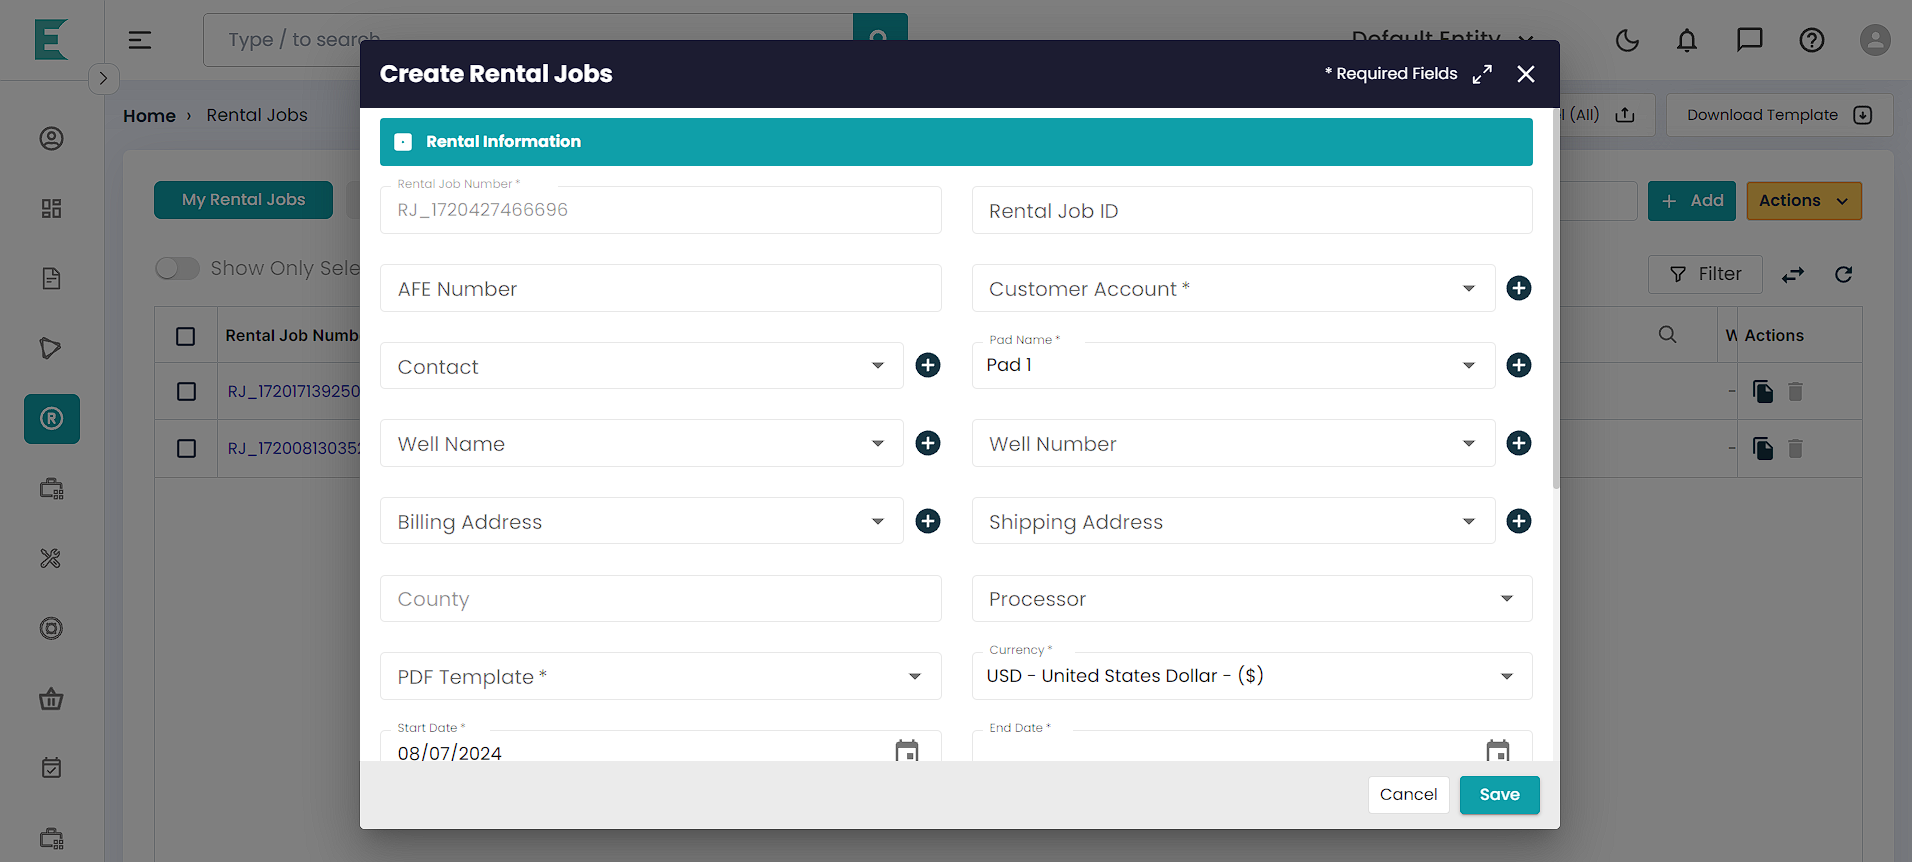 Type / to search
Default Entity
Create Rental Jobs
* Required Fields
Home › Rental Jobs
(All)
Download Template
Rental Information
My Rental Jobs
Rental Job Number *
RJ_1720427466696
Rental Job ID
+ Add
Actions
Show Only Sele
AFE Number
Customer Account *
Filter
Rental Job Numb
Actions
Contact
Pad Name *
Pad 1
RJ_172017139250
Well Name
Well Number
RJ_172008130352
Billing Address
Shipping Address
County
Processor
PDF Template *
Currency *
USD - United States Dollar - ($)
Start Date *
08/07/2024
End Date *
Cancel
Save